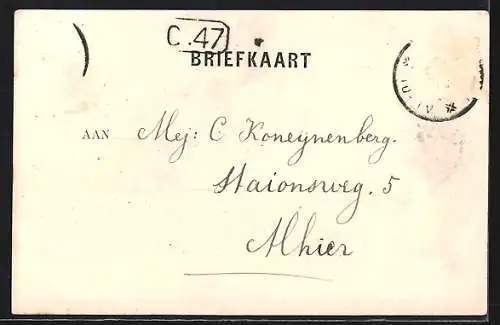 C.47
BRIEFKAART
AAN Mej: C Koneynenberg.
Staionsweg. 5
Alhier